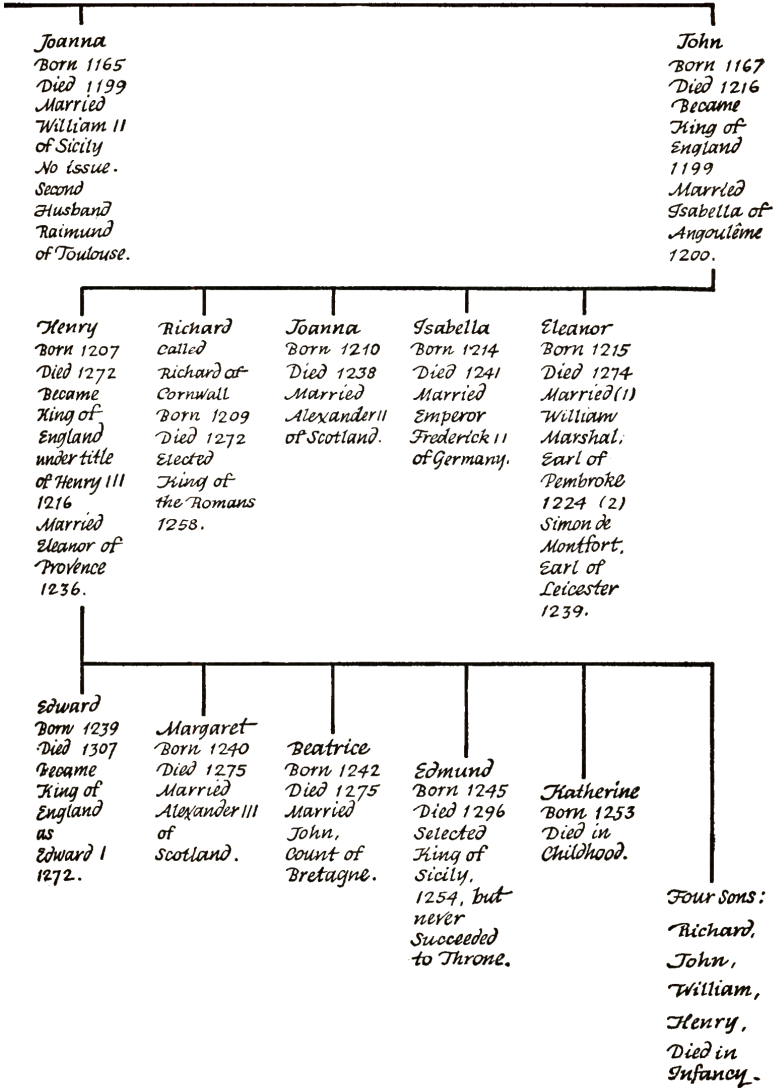 Joanna
Born 1165
Died 1199
Married
William II
of Sicily
No issue.
Second
Husband
Raimund
of Toulouse.
John
Born 1167
Died 1216
Became
King of
England
1199
Married
Isabella of
Angoulême
1200.
Henry
Born 1207
Died 1272
Became
King of
England
under title
of Henry III
1216
Married
Eleanor of
Provence
1236.
Richard
called
Richard of
Cornwall
Born 1209
Died 1272
Elected
King of
the Romans
1258.
Joanna
Born 1210
Died 1238
Married
Alexander II
of Scotland.
Isabella
Born 1214
Died 1241
Married
Emperor
Frederick II
of Germany.
Eleanor
Born 1215
Died 1274
Married (1)
William
Marshal,
Earl of
Pembroke
1224 (2)
Simon de
Montfort,
Earl of
Leicester
1239.
Edward
Born 1239
Died 1307
Became
King of
England
as
Edward I
1272.
Margaret
Born 1240
Died 1275
Married
Alexander III
of
Scotland.
Beatrice
Born 1242
Died 1275
Married
John,
Count of
Bretagne.
Edmund
Born 1245
Died 1296
Selected
King of
Sicily,
1254, but
never
Succeeded
to Throne.
Katherine
Born 1253
Died in
Childhood.
Four Sons:
Richard,
John,
William,
Henry,
Died in
Infancy.